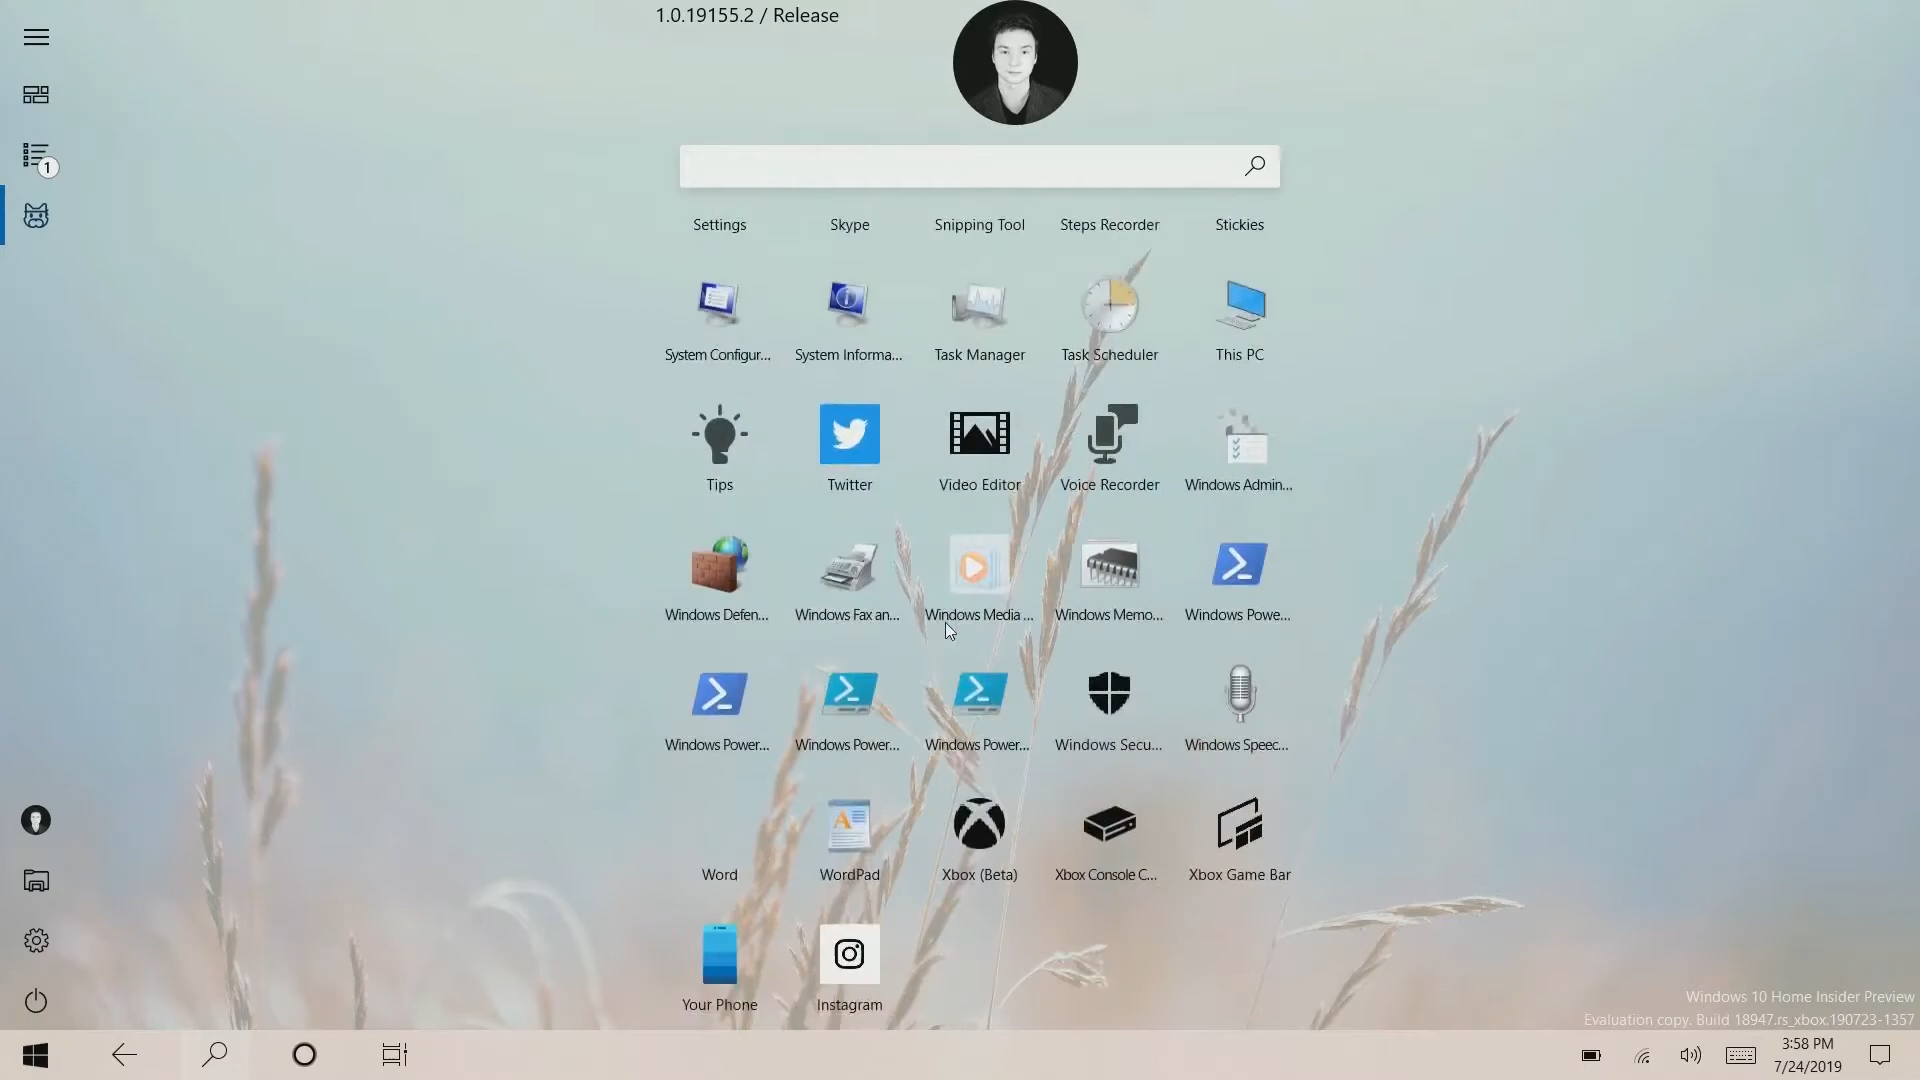 1.0.19155.2 / Release
1
Settings
Skype
Snipping Tool
Steps Recorder
Stickies
System Configur...
System Informa...
Task Manager
Task Scheduler
This PC
Tips
Twitter
Video Editor
Voice Recorder
Windows Admin...
Windows Defen...
Windows Fax an...
Windows Media ...
Windows Memo...
Windows Powe...
Windows Power...
Windows Power...
Windows Power...
Windows Secu...
Windows Speec...
Word
WordPad
Xbox (Beta)
Xbox Console C...
Xbox Game Bar
Your Phone
Instagram
Windows 10 Home Insider Preview
Evaluation copy. Build 18947.rs_xbox.190723-1357
3:58 PM
7/24/2019